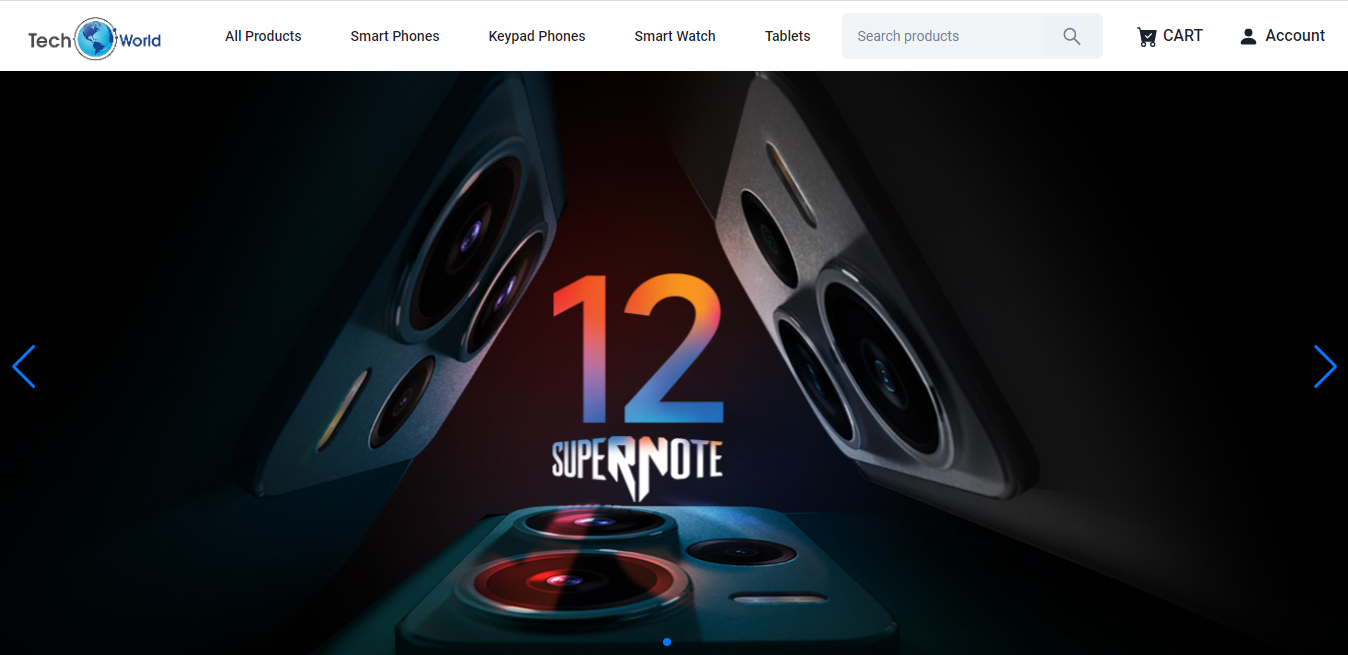 Tech World
All Products
Smart Phones
Keypad Phones
Smart Watch
Tablets
Search products
CART
Account
12
SUPERNOTE